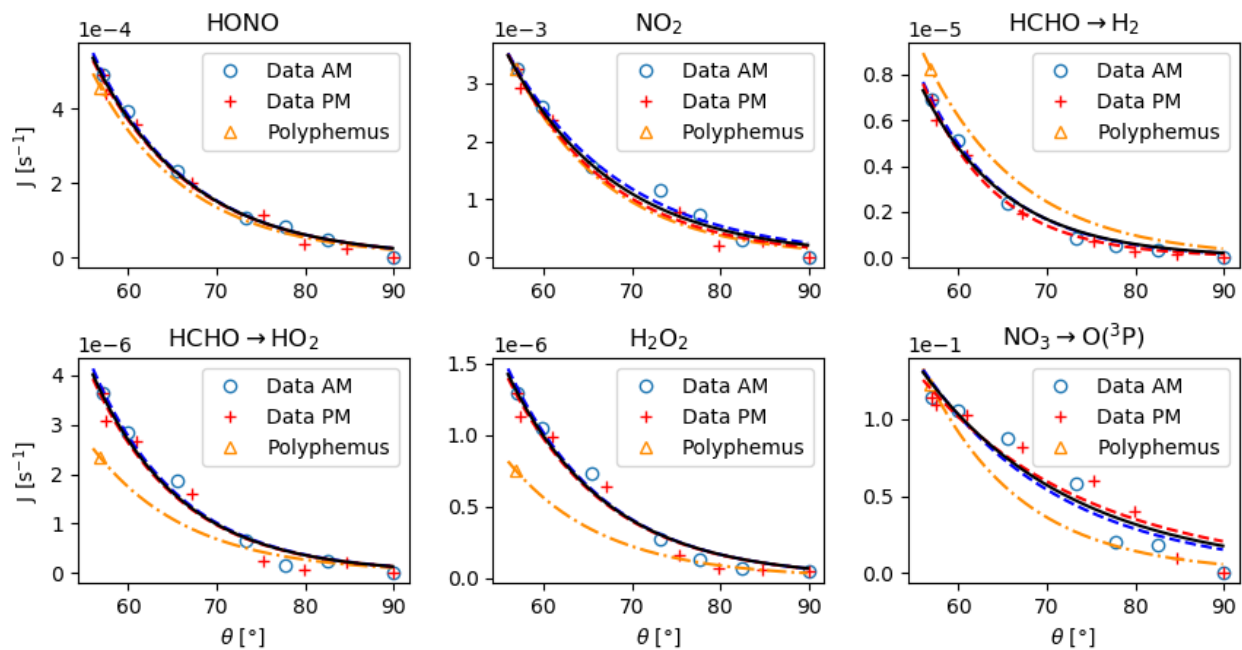 HONO
1e−4
J [s⁻¹]
4
2
0
60 70 80 90
Data AM
Data PM
Polyphemus
NO₂
1e−3
3
2
1
0
60 70 80 90
Data AM
Data PM
Polyphemus
HCHO → H₂
1e−5
0.8
0.6
0.4
0.2
0.0
60 70 80 90
Data AM
Data PM
Polyphemus
HCHO → HO₂
1e−6
J [s⁻¹]
4
3
2
1
0
60 70 80 90
θ [°]
Data AM
Data PM
Polyphemus
H₂O₂
1e−6
1.5
1.0
0.5
0.0
60 70 80 90
θ [°]
Data AM
Data PM
Polyphemus
NO₃ → O(³P)
1e−1
1.0
0.5
0.0
60 70 80 90
θ [°]
Data AM
Data PM
Polyphemus